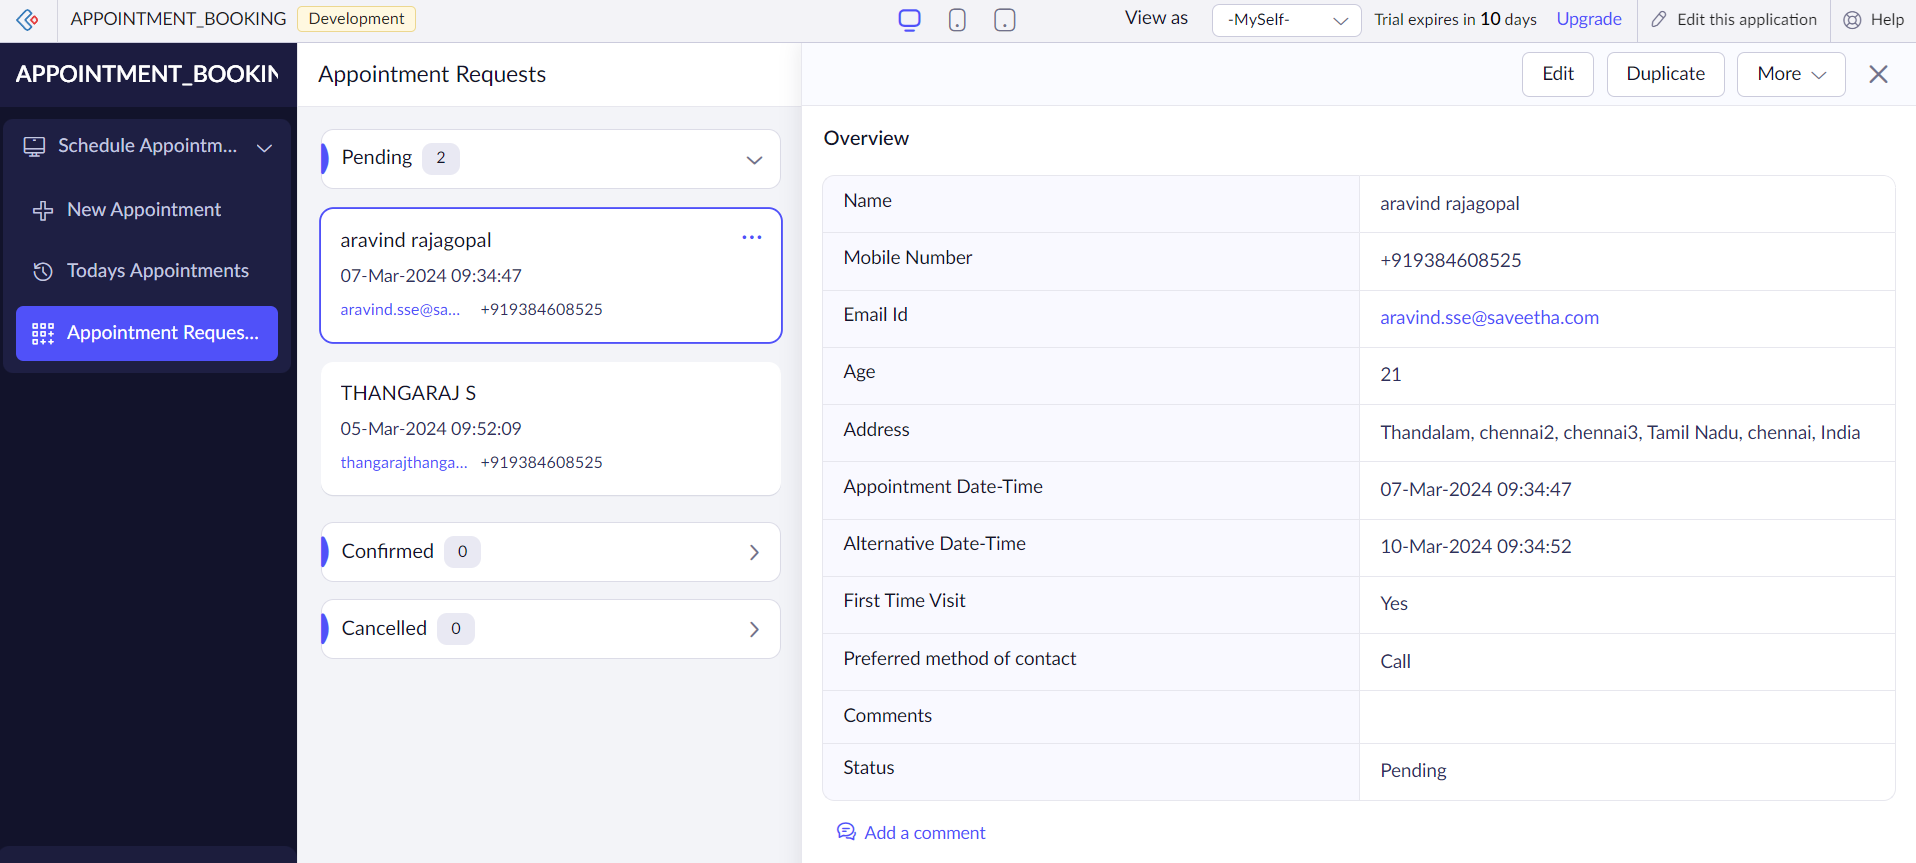 APPOINTMENT_BOOKING Development View as -MySelf- Trial expires in 10 days Upgrade Edit this application Help
APPOINTMENT_BOOKIN
Schedule Appointm...
New Appointment
Todays Appointments
Appointment Reques...
Appointment Requests
Pending 2
aravind rajagopal
07-Mar-2024 09:34:47
aravind.sse@sa... +919384608525
THANGARAJ S
05-Mar-2024 09:52:09
thangarajthanga... +919384608525
Confirmed 0
Cancelled 0
Edit Duplicate More
Overview
Name aravind rajagopal
Mobile Number +919384608525
Email Id aravind.sse@saveetha.com
Age 21
Address Thandalam, chennai2, chennai3, Tamil Nadu, chennai, India
Appointment Date-Time 07-Mar-2024 09:34:47
Alternative Date-Time 10-Mar-2024 09:34:52
First Time Visit Yes
Preferred method of contact Call
Comments
Status Pending
Add a comment